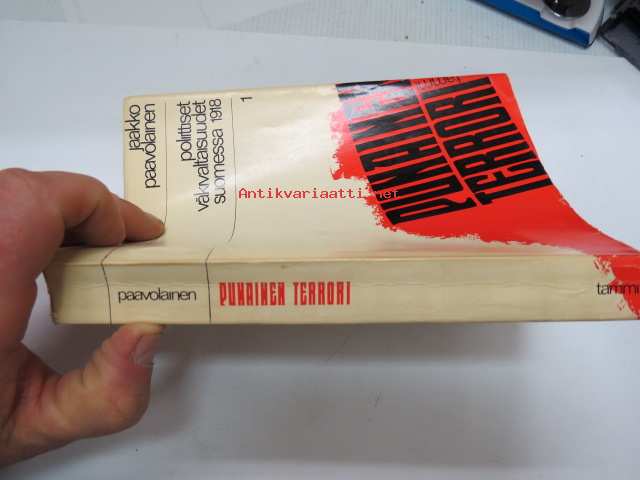 jaakko
paavolainen
poliittiset
väkivaltaisuudet
suomessa 1918
1
PUNAINEN
TERRORI
Antikvariaatti.net
paavolainen
PUNAINEN TERRORI
tammi